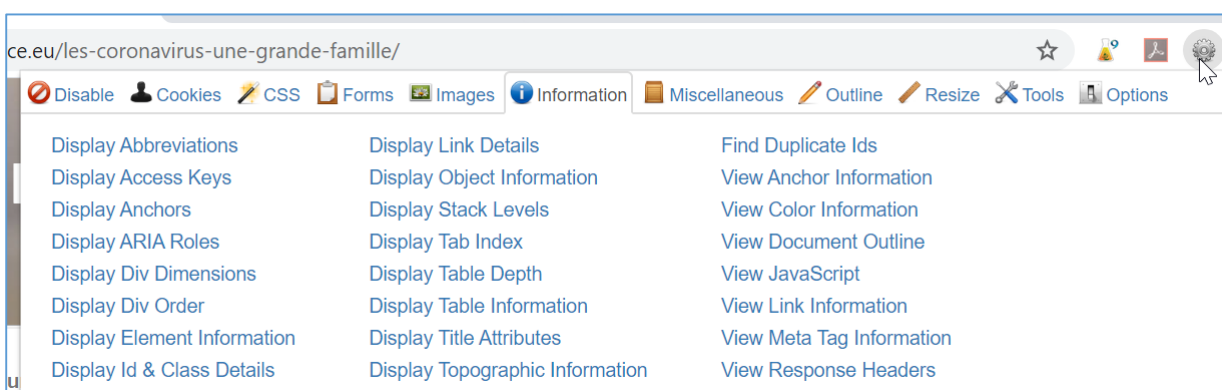 ce.eu/les-coronavirus-une-grande-famille/
9
Disable Cookies CSS Forms Images Information Miscellaneous Outline Resize Tools Options
Display Abbreviations Display Link Details Find Duplicate Ids
Display Access Keys Display Object Information View Anchor Information
Display Anchors Display Stack Levels View Color Information
Display ARIA Roles Display Tab Index View Document Outline
Display Div Dimensions Display Table Depth View JavaScript
Display Div Order Display Table Information View Link Information
Display Element Information Display Title Attributes View Meta Tag Information
Display Id & Class Details Display Topographic Information View Response Headers
u